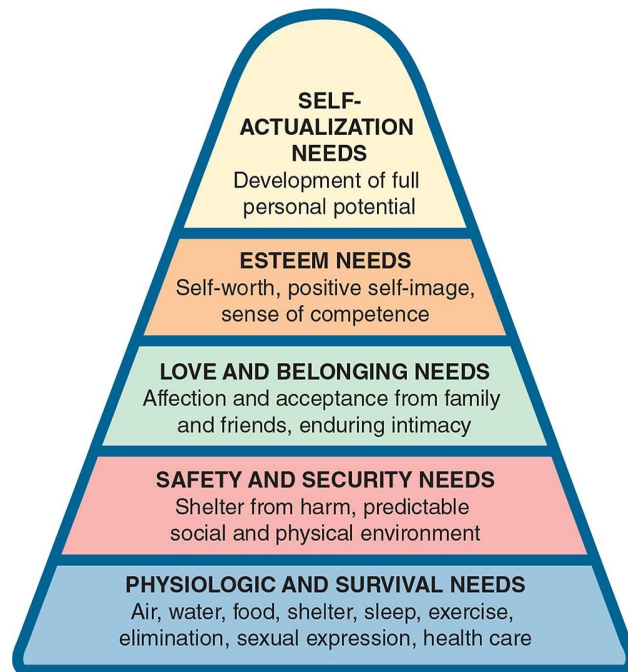 SELF-
ACTUALIZATION
NEEDS
Development of full
personal potential
ESTEEM NEEDS
Self-worth, positive self-image,
sense of competence
LOVE AND BELONGING NEEDS
Affection and acceptance from family
and friends, enduring intimacy
SAFETY AND SECURITY NEEDS
Shelter from harm, predictable
social and physical environment
PHYSIOLOGIC AND SURVIVAL NEEDS
Air, water, food, shelter, sleep, exercise,
elimination, sexual expression, health care